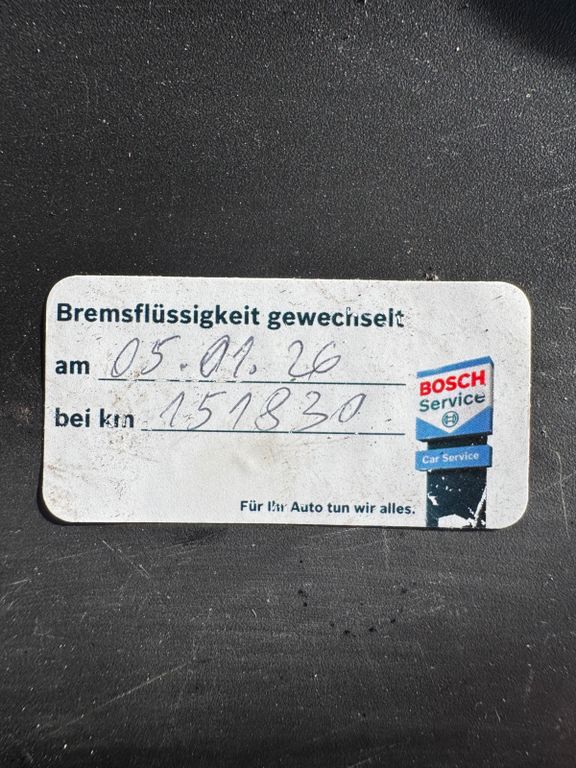 Bremsflüssigkeit gewechselt
am 05.01.26
bei km 151830
BOSCH
Service
Car Service
Für Ihr Auto tun wir alles.